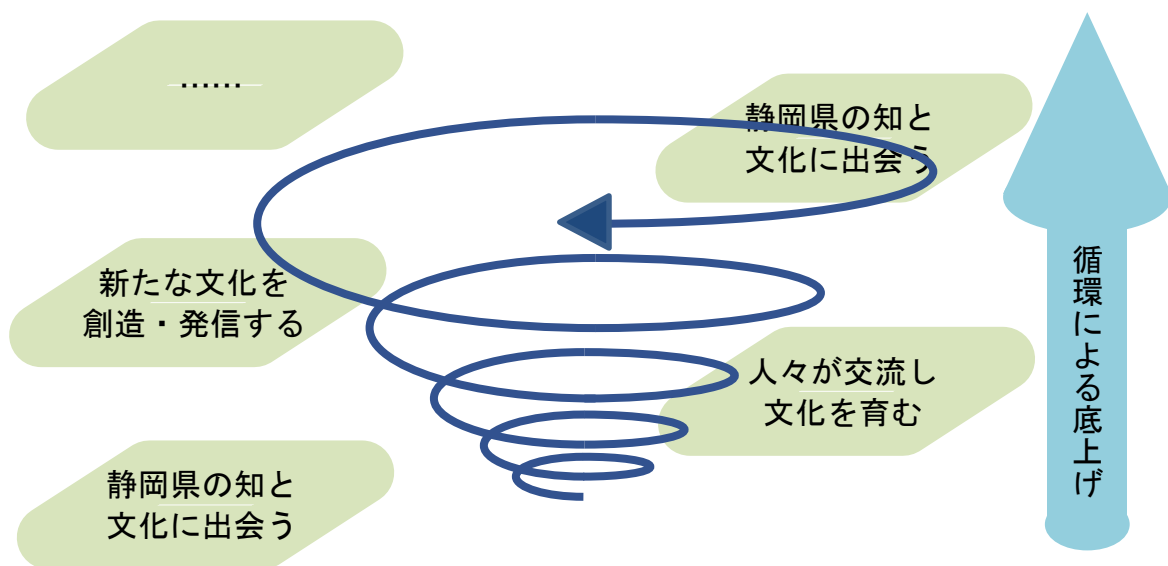 ……
静岡県の知と
文化に出会う
新たな文化を
創造・発信する
人々が交流し
文化を育む
静岡県の知と
文化に出会う
循環による底上げ